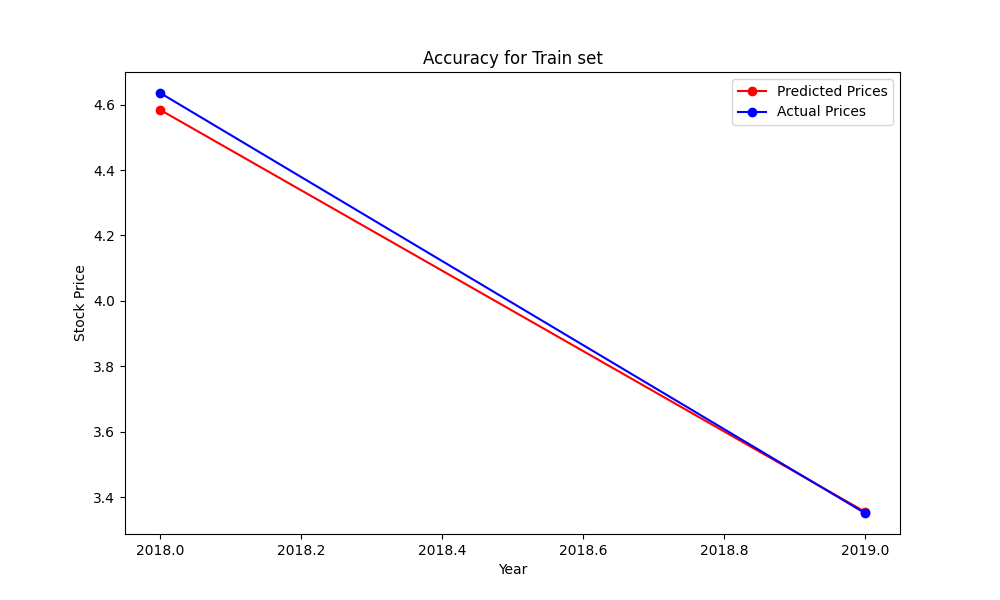 Accuracy for Train set
Predicted Prices
Actual Prices
4.6
4.4
4.2
4.0
3.8
3.6
3.4
Stock Price
2018.0 2018.2 2018.4 2018.6 2018.8 2019.0
Year